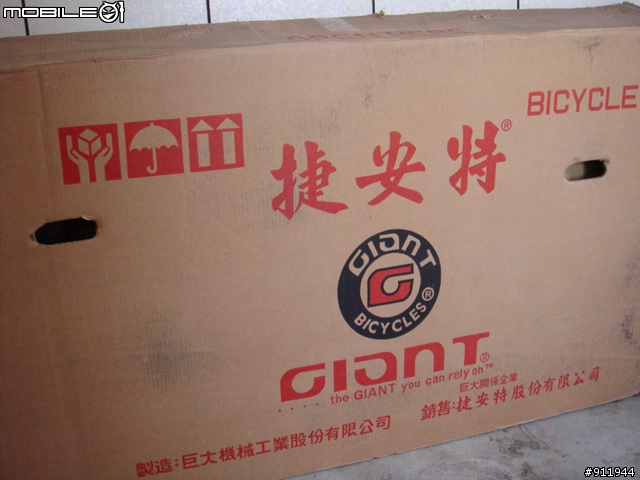 MOBILE01
BICYCLE
捷安特®
GIANT
BICYCLES®
GIANT®
.... the GIANT you can rely on™
巨大關係企業
製造:巨大機械工業股份有限公司
銷售:捷安特股份有限公司
#911944